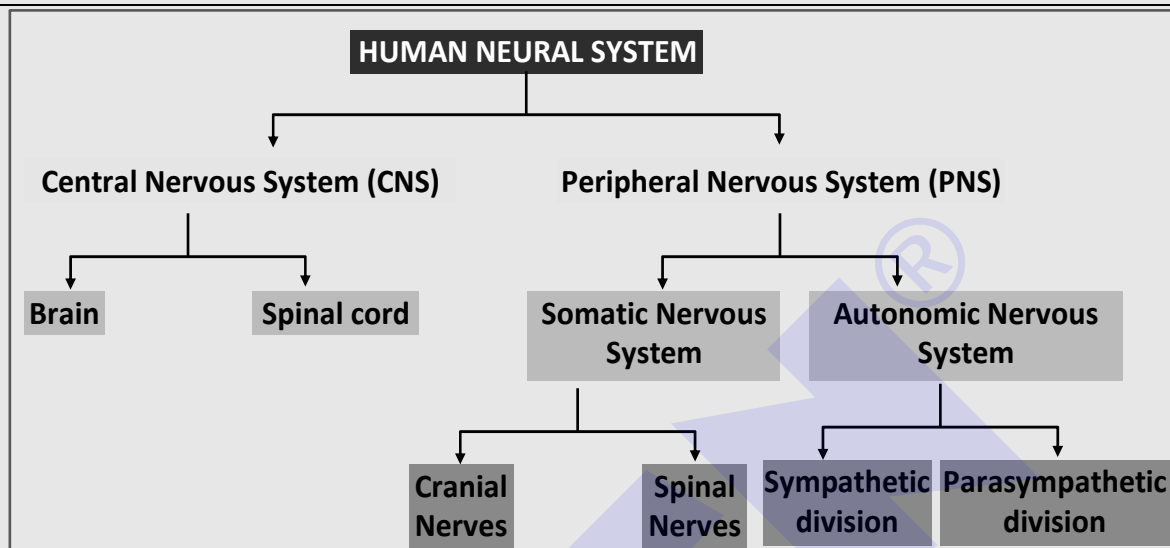 HUMAN NEURAL SYSTEM
Central Nervous System (CNS)
Peripheral Nervous System (PNS)
Brain
Spinal cord
Somatic Nervous
System
Autonomic Nervous
System
Cranial
Nerves
Spinal
Nerves
Sympathetic
division
Parasympathetic
division
®